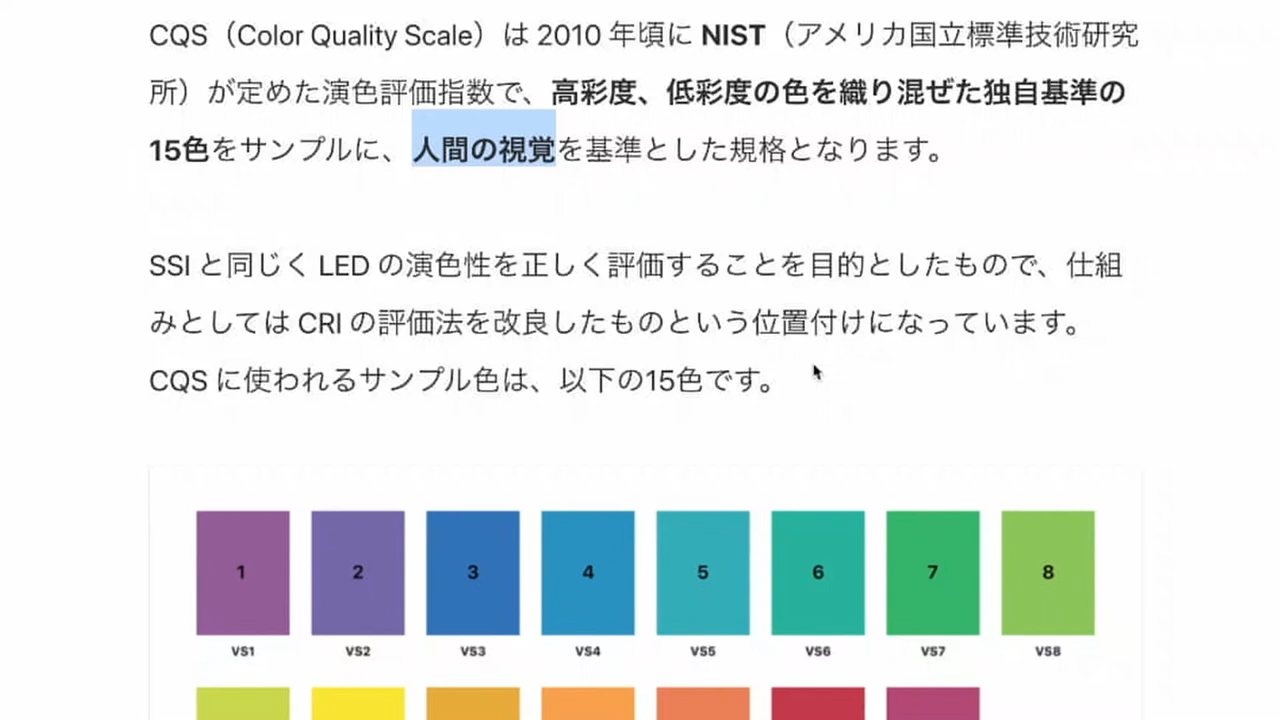 CQS（Color Quality Scale）は 2010 年頃に NIST（アメリカ国立標準技術研究
所）が定めた演色評価指数で、高彩度、低彩度の色を織り混ぜた独自基準の
15色をサンプルに、人間の視覚を基準とした規格となります。
SSI と同じく LED の演色性を正しく評価することを目的としたもので、仕組
みとしては CRI の評価法を改良したものという位置付けになっています。
CQS に使われるサンプル色は、以下の15色です。
1 2 3 4 5 6 7 8
VS1 VS2 VS3 VS4 VS5 VS6 VS7 VS8